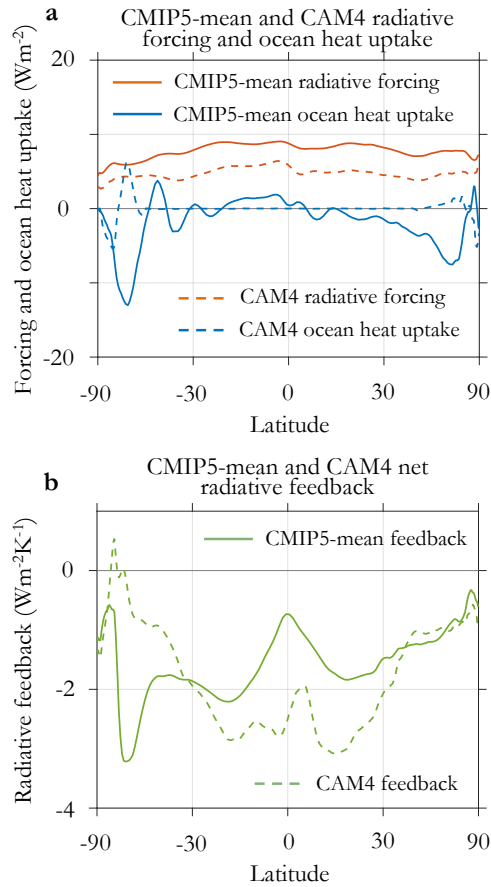 a
CMIP5-mean and CAM4 radiative
forcing and ocean heat uptake
Forcing and ocean heat uptake (Wm-2)
20
0
-20
CMIP5-mean radiative forcing
CMIP5-mean ocean heat uptake
CAM4 radiative forcing
CAM4 ocean heat uptake
-90
-30
0
30
90
Latitude
b
CMIP5-mean and CAM4 net
radiative feedback
Radiative feedback (Wm-2K-1)
0
-2
-4
CMIP5-mean feedback
CAM4 feedback
-90
-30
0
30
90
Latitude